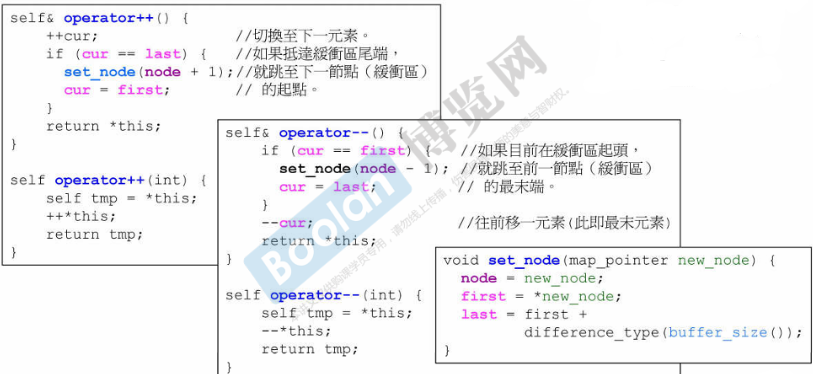 self& operator++() {
++cur; //切換至下一元素。
if (cur == last) { //如果抵達緩衝區尾端，
set_node(node + 1);//就跳至下一節點（緩衝區）
cur = first; // 的起點。
}
return *this;
}
self operator++(int) {
self tmp = *this;
++*this;
return tmp;
}
self& operator--() {
if (cur == first) { //如果目前在緩衝區起頭，
set_node(node - 1); //就跳至前一節點（緩衝區）
cur = last; // 的最末端。
}
--cur; //往前移一元素(此即最末元素)
return *this;
}
self operator--(int) {
self tmp = *this;
--*this;
return tmp;
}
void set_node(map_pointer new_node) {
node = new_node;
first = *new_node;
last = first +
difference_type(buffer_size());
}
Boolan 博览网